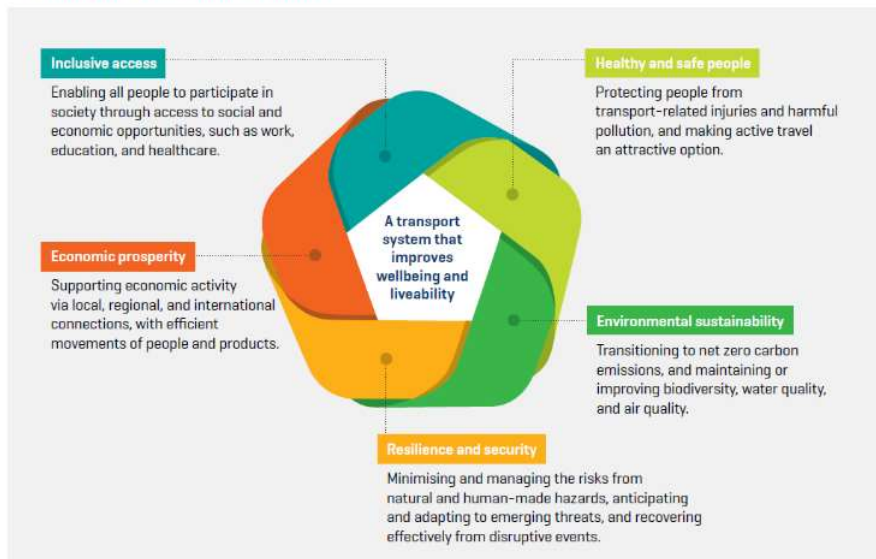 Inclusive access
Enabling all people to participate in
society through access to social and
economic opportunities, such as work,
education, and healthcare.
Healthy and safe people
Protecting people from
transport-related injuries and harmful
pollution, and making active travel
an attractive option.
A transport
system that
improves
wellbeing and
liveability
Economic prosperity
Supporting economic activity
via local, regional, and international
connections, with efficient
movements of people and products.
Environmental sustainability
Transitioning to net zero carbon
emissions, and maintaining or
improving biodiversity, water quality,
and air quality.
Resilience and security
Minimising and managing the risks from
natural and human-made hazards, anticipating
and adapting to emerging threats, and recovering
effectively from disruptive events.